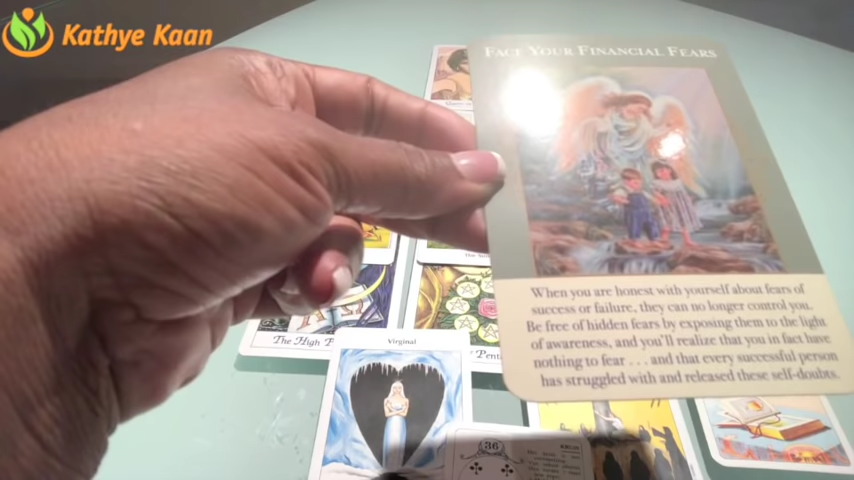 Kathye Kaan
FACE YOUR FINANCIAL FEARS
When you are honest with yourself about fears of
success or failure, they can no longer control you.
Be free of hidden fears by exposing them to the light
of awareness, and you'll realize that you in fact have
nothing to fear . . . and that every successful person
has struggled with and released these self-doubts.
The High P
Pent
Virginal
36